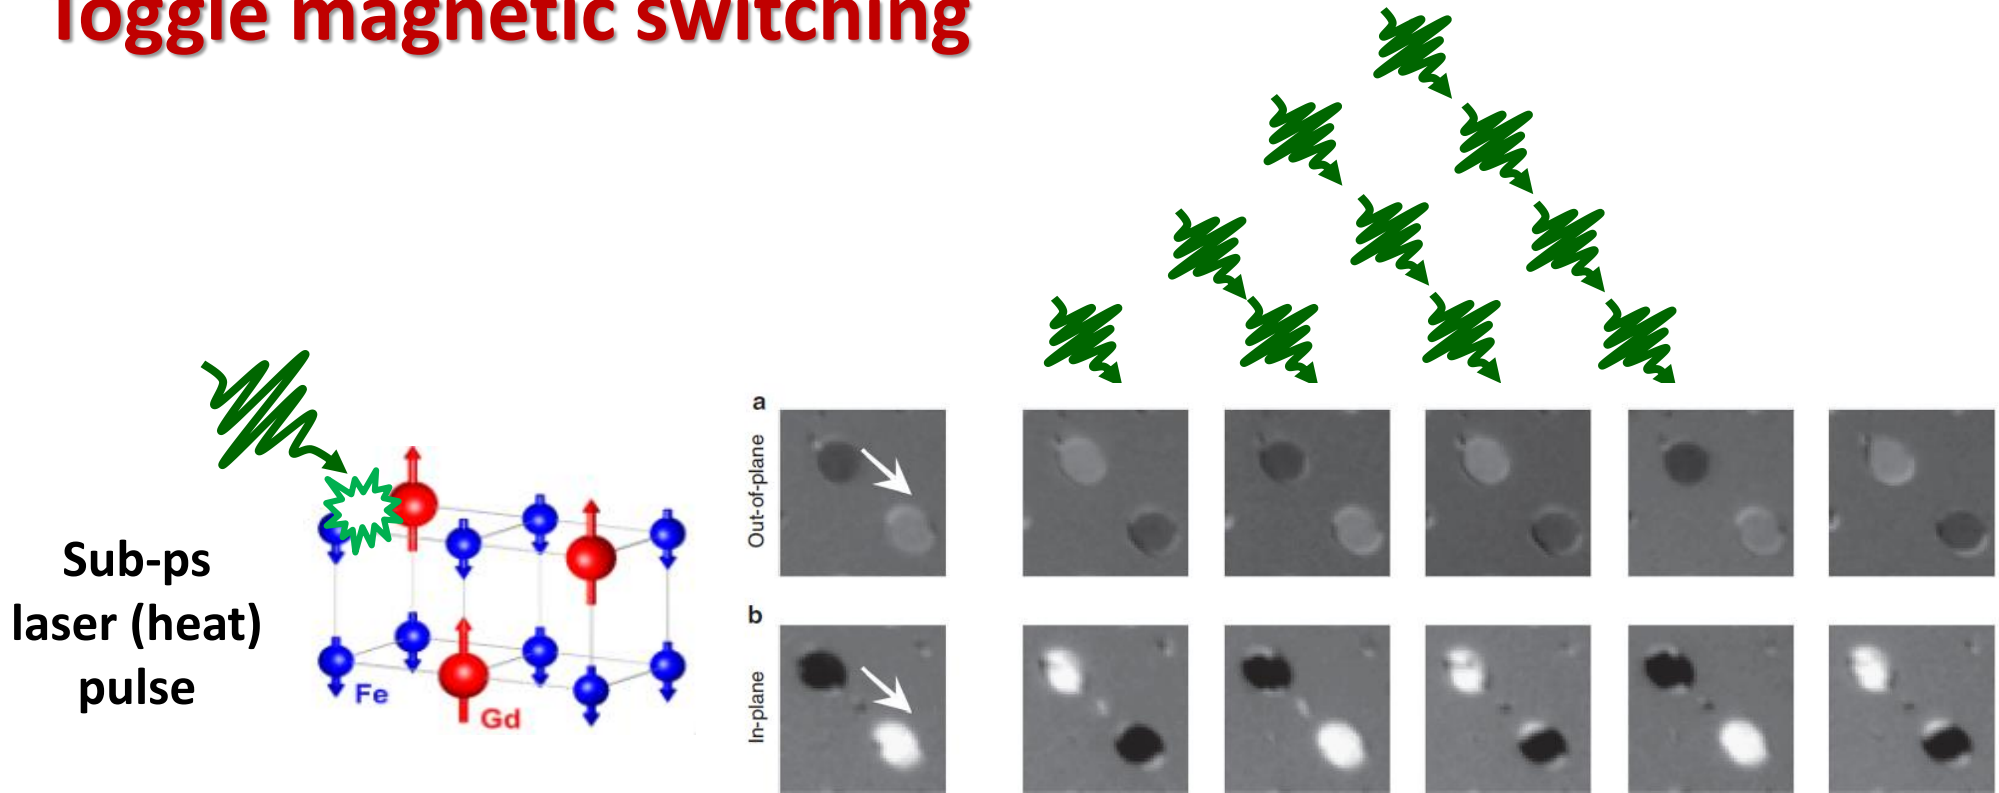 Toggle magnetic switching
Sub-ps
laser (heat)
pulse
Fe
Gd
a
Out-of-plane
b
In-plane